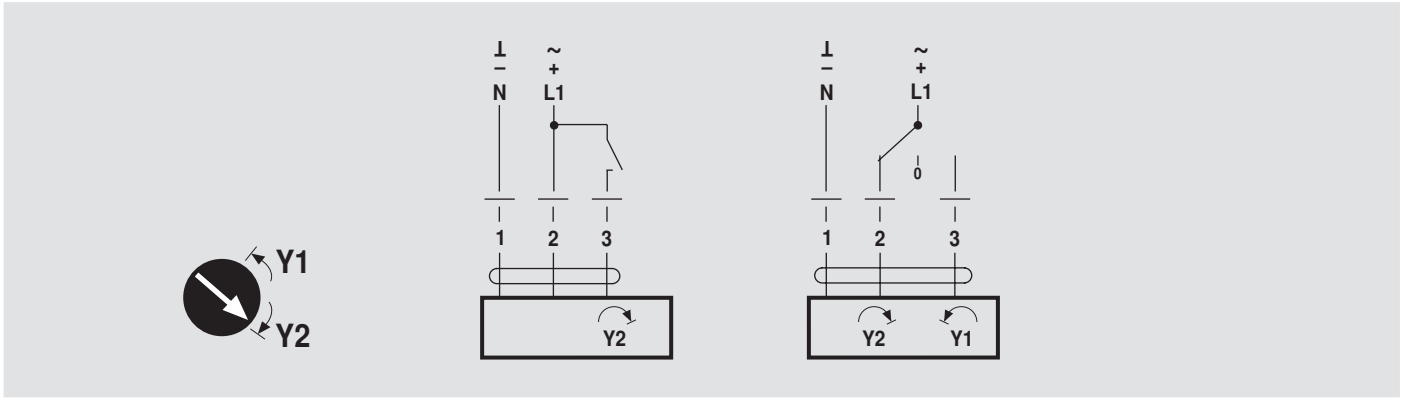 ⊥ ~ ⊥ ~
– + – +
N L1 N L1
0
1 2 3 1 2 3
Y1
Y2
Y2 Y2 Y1